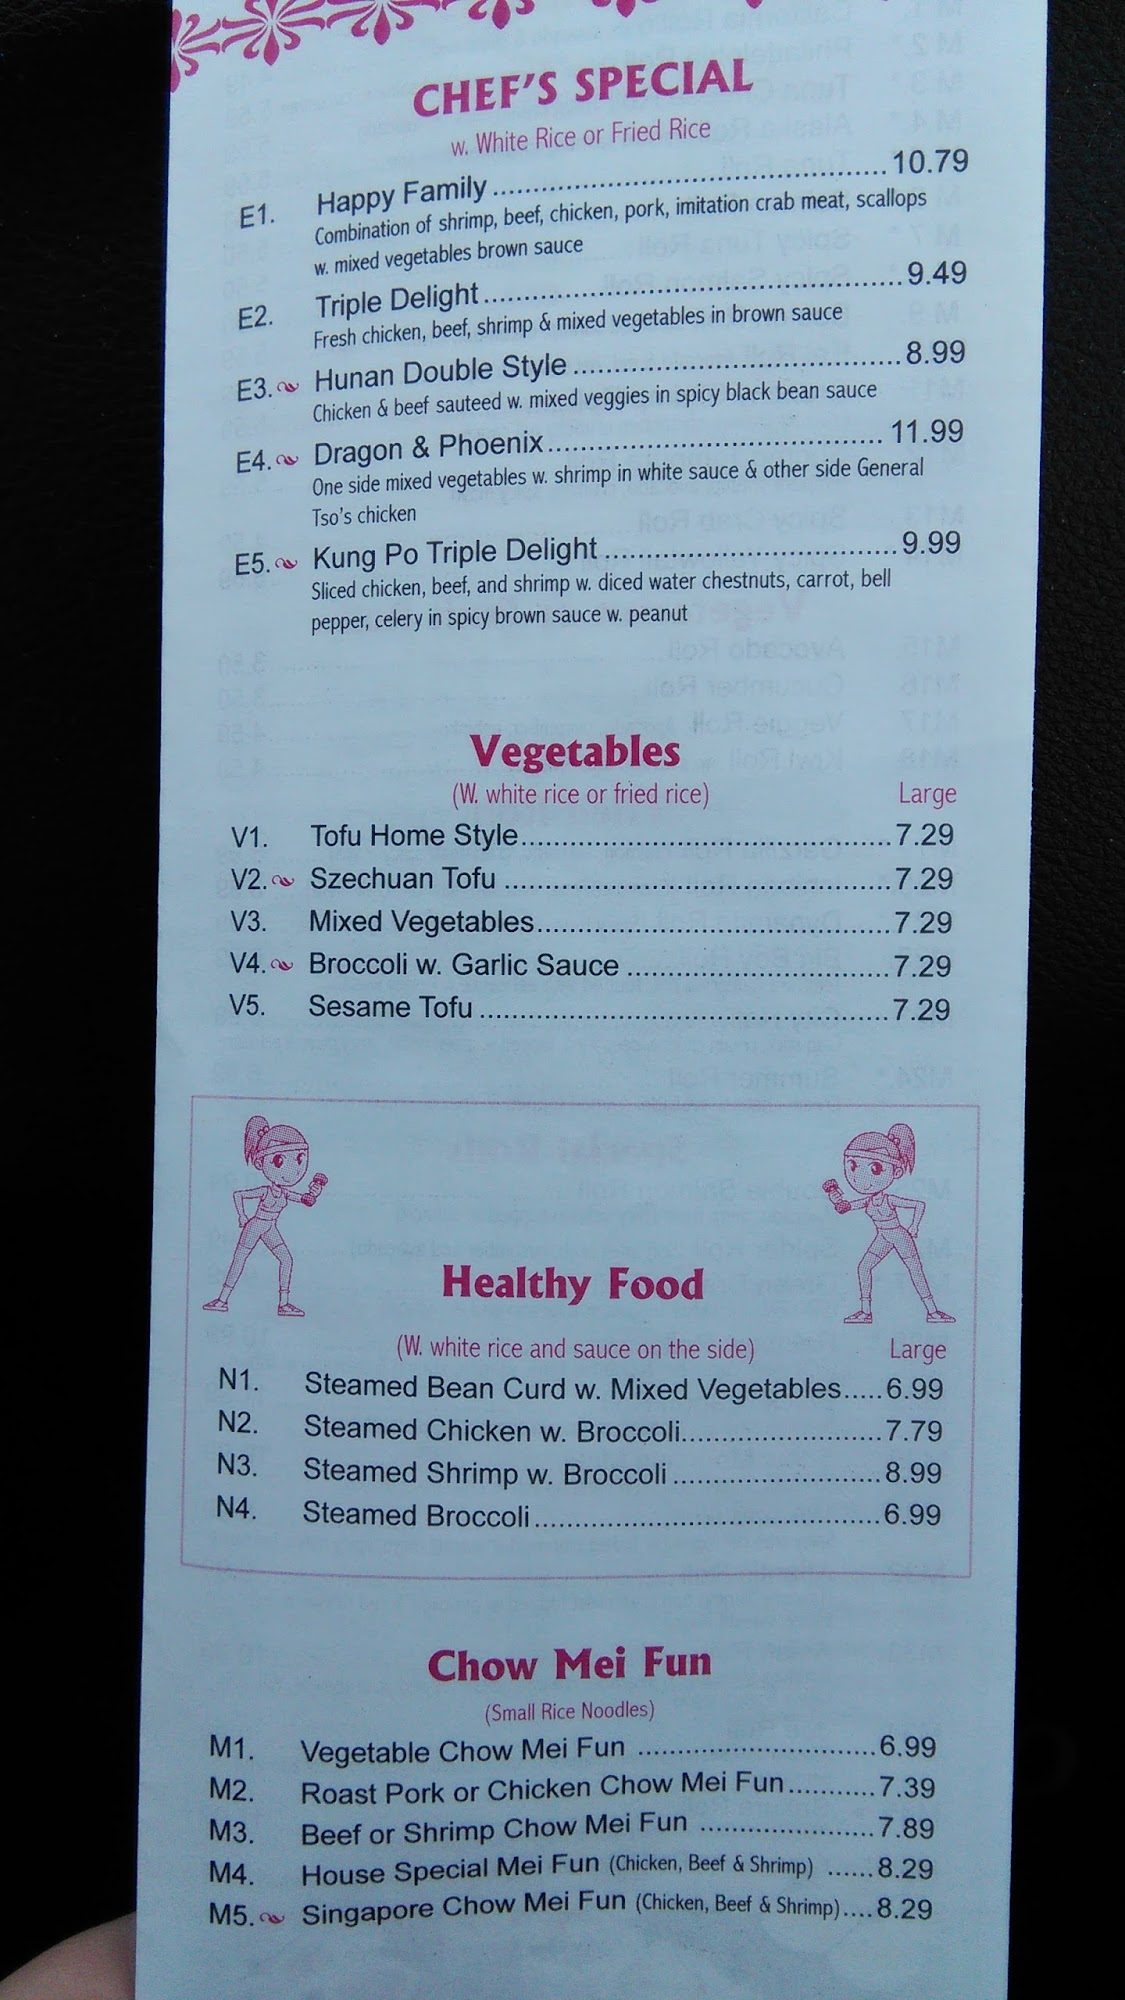 CHEF'S SPECIAL
w. White Rice or Fried Rice
E1. Happy Family ........ 10.79
Combination of shrimp, beef, chicken, pork, imitation crab meat, scallops
w. mixed vegetables brown sauce
E2. Triple Delight ........ 9.49
Fresh chicken, beef, shrimp & mixed vegetables in brown sauce
E3. Hunan Double Style ........ 8.99
Chicken & beef sauteed w. mixed veggies in spicy black bean sauce
E4. Dragon & Phoenix ........ 11.99
One side mixed vegetables w. shrimp in white sauce & other side General
Tso's chicken
E5. Kung Po Triple Delight ........ 9.99
Sliced chicken, beef, and shrimp w. diced water chestnuts, carrot, bell
pepper, celery in spicy brown sauce w. peanut
Vegetables
(W. white rice or fried rice) Large
V1. Tofu Home Style ........ 7.29
V2. Szechuan Tofu ........ 7.29
V3. Mixed Vegetables ........ 7.29
V4. Broccoli w. Garlic Sauce ........ 7.29
V5. Sesame Tofu ........ 7.29
Healthy Food
(W. white rice and sauce on the side) Large
N1. Steamed Bean Curd w. Mixed Vegetables ..... 6.99
N2. Steamed Chicken w. Broccoli ........ 7.79
N3. Steamed Shrimp w. Broccoli ........ 8.99
N4. Steamed Broccoli ........ 6.99
Chow Mei Fun
(Small Rice Noodles)
M1. Vegetable Chow Mei Fun ........ 6.99
M2. Roast Pork or Chicken Chow Mei Fun ........ 7.39
M3. Beef or Shrimp Chow Mei Fun ........ 7.89
M4. House Special Mei Fun (Chicken, Beef & Shrimp) ...... 8.29
M5. Singapore Chow Mei Fun (Chicken, Beef & Shrimp) .... 8.29